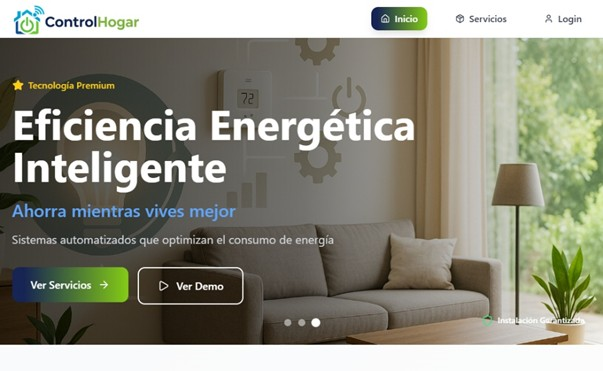 ControlHogar
Inicio
Servicios
Login
Tecnología Premium
72
Eficiencia Energética
Inteligente
Ahorra mientras vives mejor
Sistemas automatizados que optimizan el consumo de energía
Ver Servicios
Ver Demo
Instalación Garantizada